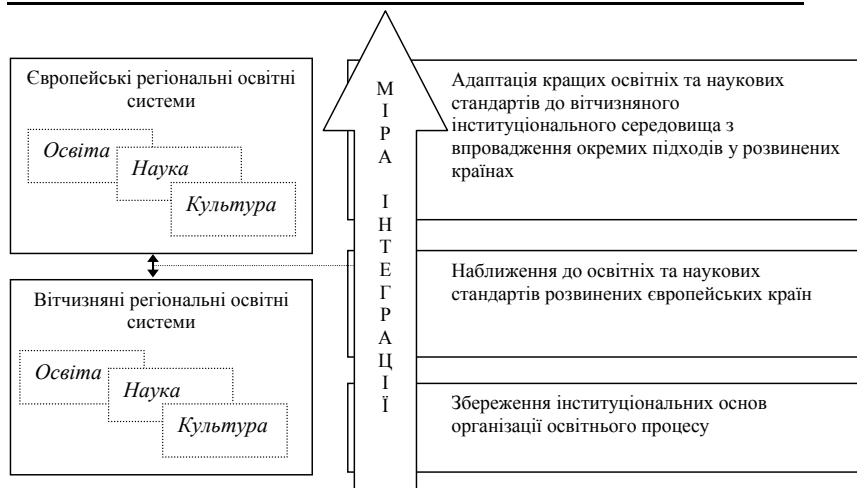 Європейські регіональні освітні
системи
Освіта
Наука
Культура
Вітчизняні регіональні освітні
системи
Освіта
Наука
Культура
МІРА ІНТЕГРАЦІЇ
Адаптація кращих освітніх та наукових
стандартів до вітчизняного
інституціонального середовища з
впровадження окремих підходів у розвинених
країнах
Наближення до освітніх та наукових
стандартів розвинених європейських країн
Збереження інституціональних основ
організації освітнього процесу